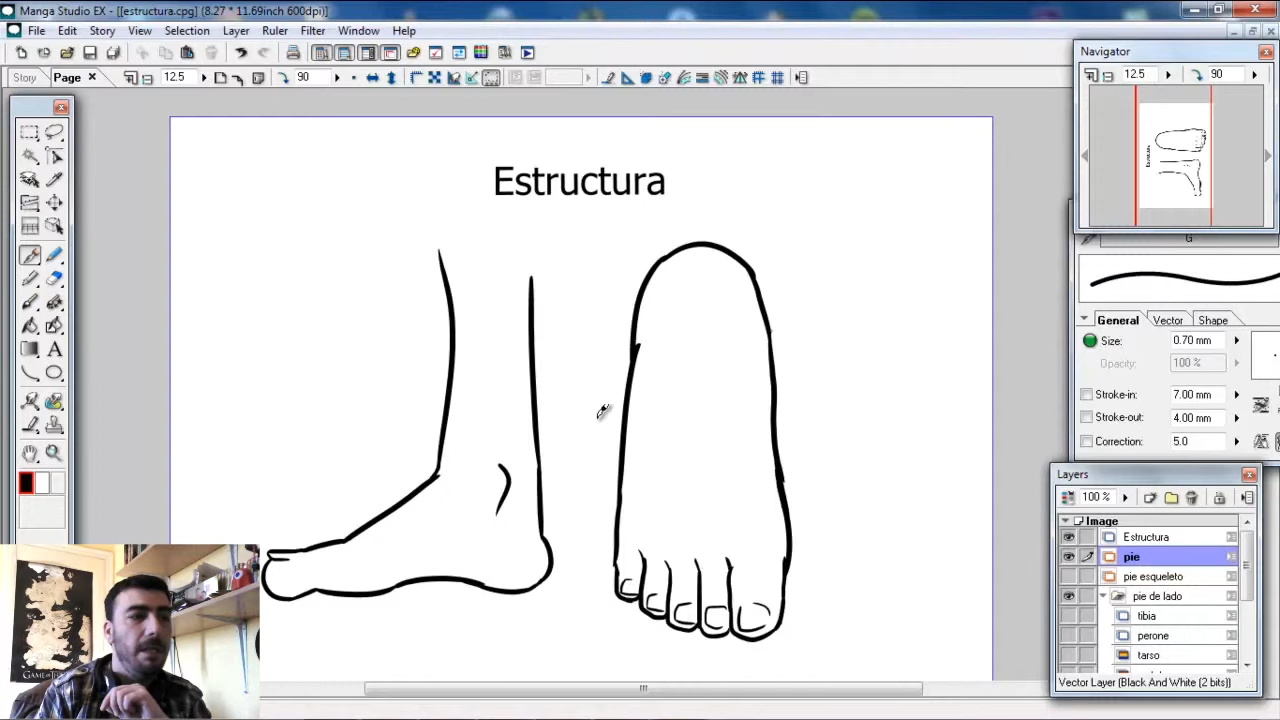 Manga Studio EX - [[estructura.cpg] (8.27 * 11.69inch 600dpi)]
File Edit Story View Selection Layer Ruler Filter Window Help
Story Page 12.5 90
Navigator
12.5 90
Estructura
G
General Vector Shape
Size: 0.70 mm
Opacity: 100 %
Stroke-in: 7.00 mm
Stroke-out: 4.00 mm
Correction: 5.0
Layers
100 %
Image
Estructura
pie
pie esqueleto
pie de lado
tibia
perone
tarso
Vector Layer (Black And White (2 bits))
GAME OF THR